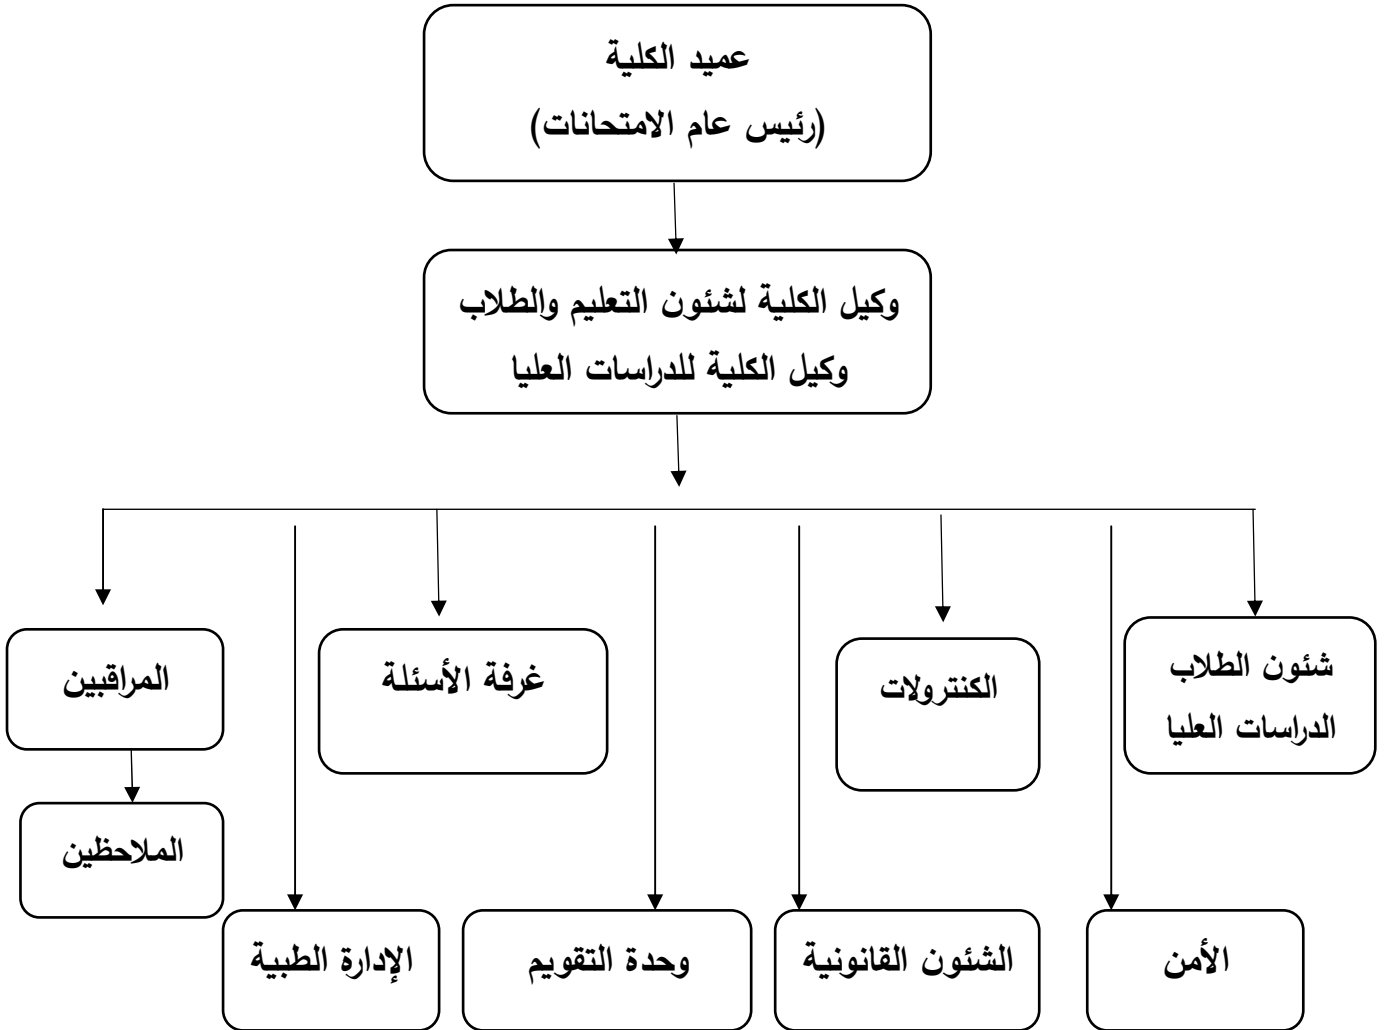 عميد الكلية
(رئيس عام الامتحانات)
وكيل الكلية لشئون التعليم والطلاب
وكيل الكلية للدراسات العليا
شئون الطلاب
الدراسات العليا
الكنترولات
غرفة الأسئلة
المراقبين
الملاحظين
الأمن
الشئون القانونية
وحدة التقويم
الإدارة الطبية